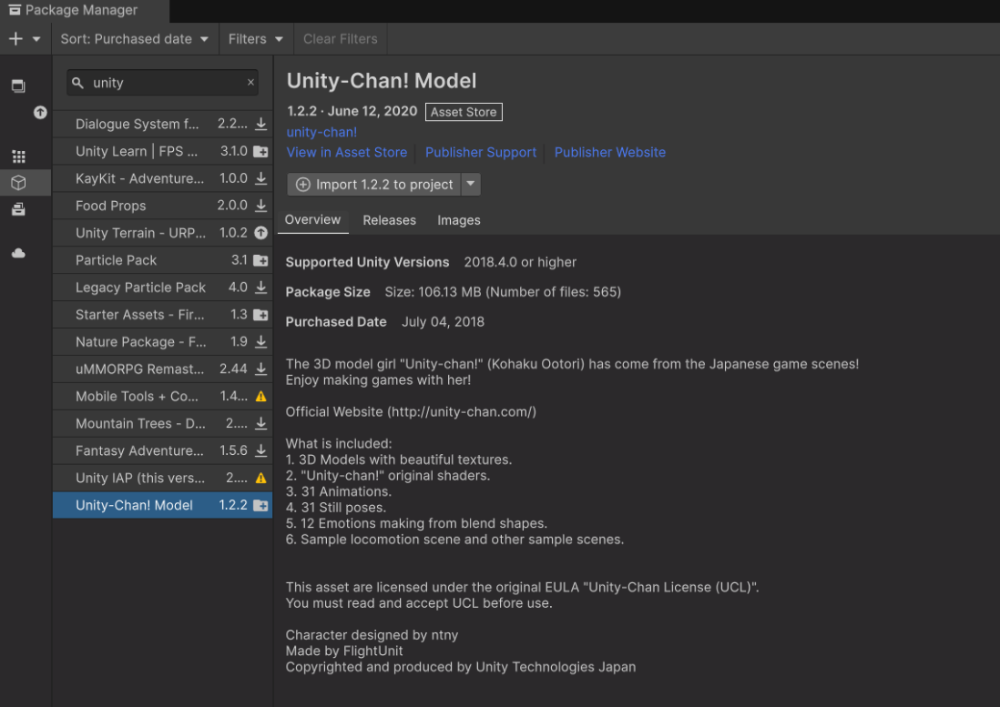 Package Manager
Sort: Purchased date Filters Clear Filters
unity
Dialogue System f... 2.2...
Unity Learn | FPS ... 3.1.0
KayKit - Adventure... 1.0.0
Food Props 2.0.0
Unity Terrain - URP... 1.0.2
Particle Pack 3.1
Legacy Particle Pack 4.0
Starter Assets - Fir... 1.3
Nature Package - F... 1.9
uMMORPG Remast... 2.44
Mobile Tools + Co... 1.4...
Mountain Trees - D... 2....
Fantasy Adventure... 1.5.6
Unity IAP (this vers... 2....
Unity-Chan! Model 1.2.2
Unity-Chan! Model
1.2.2 · June 12, 2020 Asset Store
unity-chan!
View in Asset Store Publisher Support Publisher Website
Import 1.2.2 to project
Overview Releases Images
Supported Unity Versions 2018.4.0 or higher
Package Size Size: 106.13 MB (Number of files: 565)
Purchased Date July 04, 2018
The 3D model girl "Unity-chan!" (Kohaku Ootori) has come from the Japanese game scenes!
Enjoy making games with her!
Official Website (http://unity-chan.com/)
What is included:
1. 3D Models with beautiful textures.
2. "Unity-chan!" original shaders.
3. 31 Animations.
4. 31 Still poses.
5. 12 Emotions making from blend shapes.
6. Sample locomotion scene and other sample scenes.
This asset are licensed under the original EULA "Unity-Chan License (UCL)".
You must read and accept UCL before use.
Character designed by ntny
Made by FlightUnit
Copyrighted and produced by Unity Technologies Japan